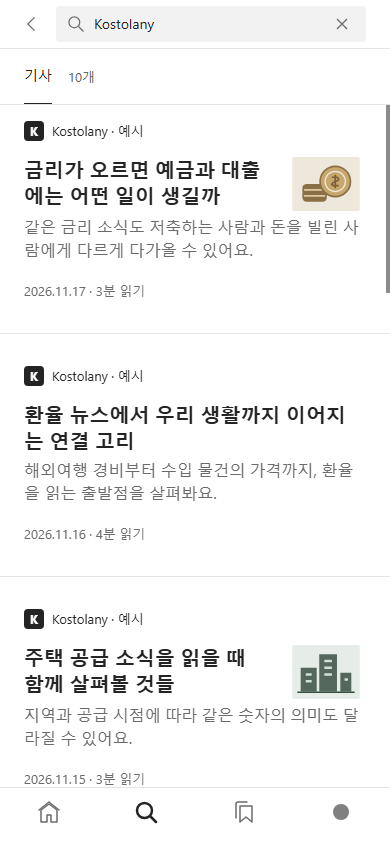 Kostolany
기사 10개
K Kostolany · 예시
금리가 오르면 예금과 대출
에는 어떤 일이 생길까
같은 금리 소식도 저축하는 사람과 돈을 빌린 사
람에게 다르게 다가올 수 있어요.
2026.11.17 · 3분 읽기
K Kostolany · 예시
환율 뉴스에서 우리 생활까지 이어지
는 연결 고리
해외여행 경비부터 수입 물건의 가격까지, 환율
을 읽는 출발점을 살펴봐요.
2026.11.16 · 4분 읽기
K Kostolany · 예시
주택 공급 소식을 읽을 때
함께 살펴볼 것들
지역과 공급 시점에 따라 같은 숫자의 의미도 달
라질 수 있어요.
2026.11.15 · 3분 읽기